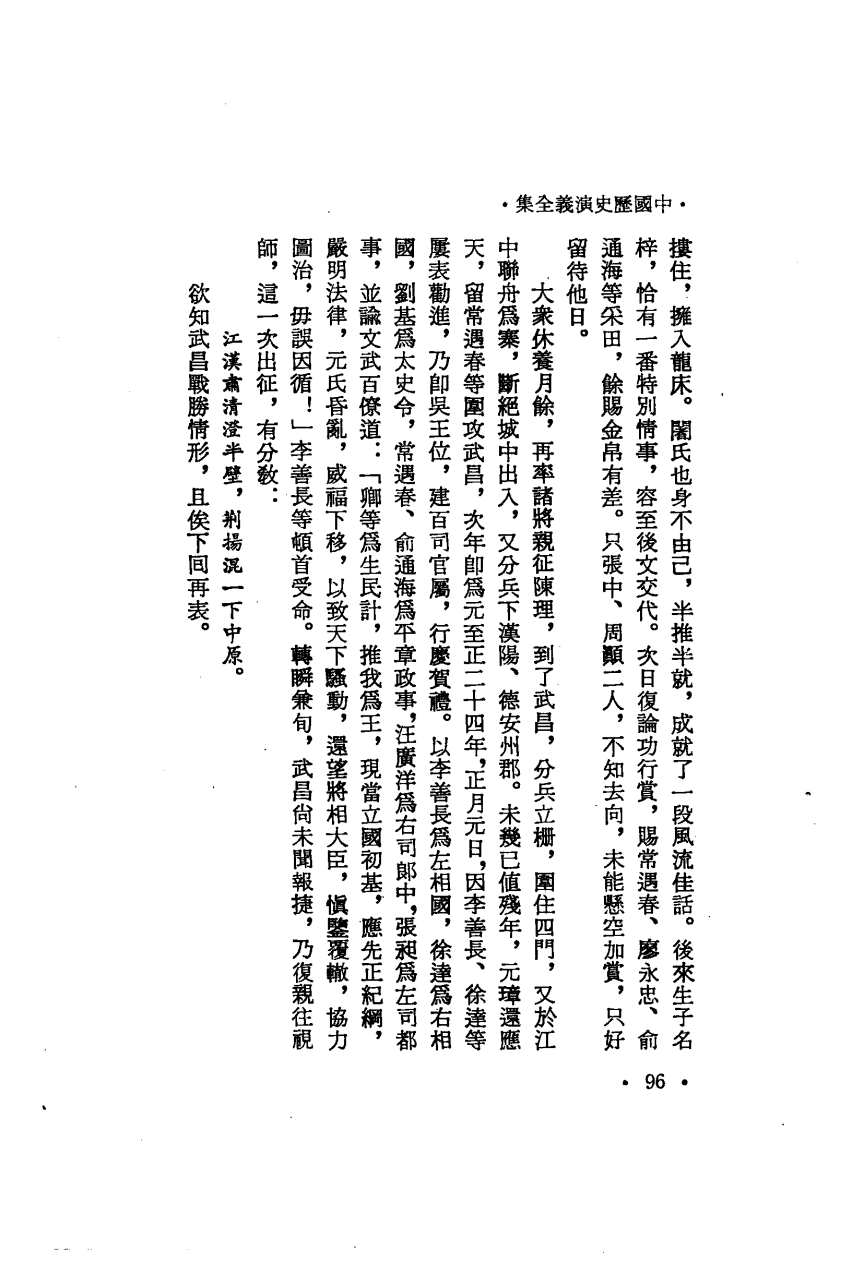 ・中國歷史演義全集・
摟住，擁入龍床。闍氏也身不由己，半推半就，成就了一段風流佳話。後來生子名
梓，恰有一番特別情事，容至後文交代。次日復論功行賞，賜常遇春、廖永忠、俞
通海等采田，餘賜金帛有差。只張中、周顚二人，不知去向，未能懸空加賞，只好
留待他日。
大衆休養月餘，再率諸將親征陳理，到了武昌，分兵立柵，圍住四門，又於江
中聯舟爲寨，斷絕城中出入，又分兵下漢陽、德安州郡。未幾已値殘年，元璋還應
天，留常遇春等圍攻武昌，次年卽爲元至正二十四年，正月元日，因李善長、徐達等
屢表勸進，乃卽吳王位，建百司官屬，行慶賀禮。以李善長爲左相國，徐達爲右相
國，劉基爲太史令，常遇春、俞通海爲平章政事，汪廣洋爲右司郞中，張昶爲左司都
事，並諭文武百僚道：「卿等爲生民計，推我爲王，現當立國初基，應先正紀綱，
嚴明法律，元氏昏亂，威福下移，以致天下騷動，還望將相大臣，愼鑒覆轍，協力
圖治，毋誤因循！」李善長等頓首受命。轉瞬兼旬，武昌尙未聞報捷，乃復親往視
師，這一次出征，有分敎：
江漢肅清澄半壁，荆揚混一下中原。
欲知武昌戰勝情形，且俟下回再表。
・96・